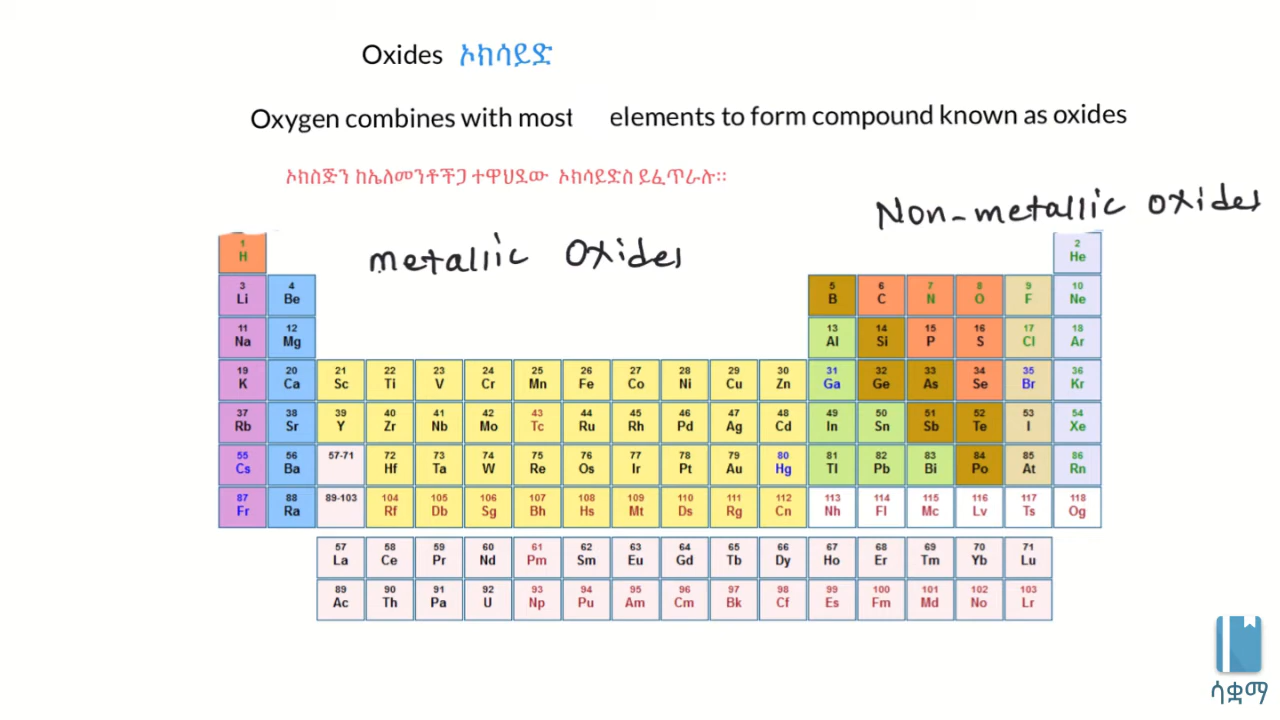 Oxides ኦክሳይድ
Oxygen combines with most elements to form compound known as oxides
ኦክስጅን ከኤለመንቶችጋ ተዋህደው ኦክሳይድስ ይፈጥራሉ፡፡
Non-metallic oxides
metallic Oxides
1 2
H He
3 4 5 6 7 8 9 10
Li Be B C N O F Ne
11 12 13 14 15 16 17 18
Na Mg Al Si P S Cl Ar
19 20 21 22 23 24 25 26 27 28 29 30 31 32 33 34 35 36
K Ca Sc Ti V Cr Mn Fe Co Ni Cu Zn Ga Ge As Se Br Kr
37 38 39 40 41 42 43 44 45 46 47 48 49 50 51 52 53 54
Rb Sr Y Zr Nb Mo Tc Ru Rh Pd Ag Cd In Sn Sb Te I Xe
55 56 57-71 72 73 74 75 76 77 78 79 80 81 82 83 84 85 86
Cs Ba Hf Ta W Re Os Ir Pt Au Hg Tl Pb Bi Po At Rn
87 88 89-103 104 105 106 107 108 109 110 111 112 113 114 115 116 117 118
Fr Ra Rf Db Sg Bh Hs Mt Ds Rg Cn Nh Fl Mc Lv Ts Og
57 58 59 60 61 62 63 64 65 66 67 68 69 70 71
La Ce Pr Nd Pm Sm Eu Gd Tb Dy Ho Er Tm Yb Lu
89 90 91 92 93 94 95 96 97 98 99 100 101 102 103
Ac Th Pa U Np Pu Am Cm Bk Cf Es Fm Md No Lr
ሳቋማ